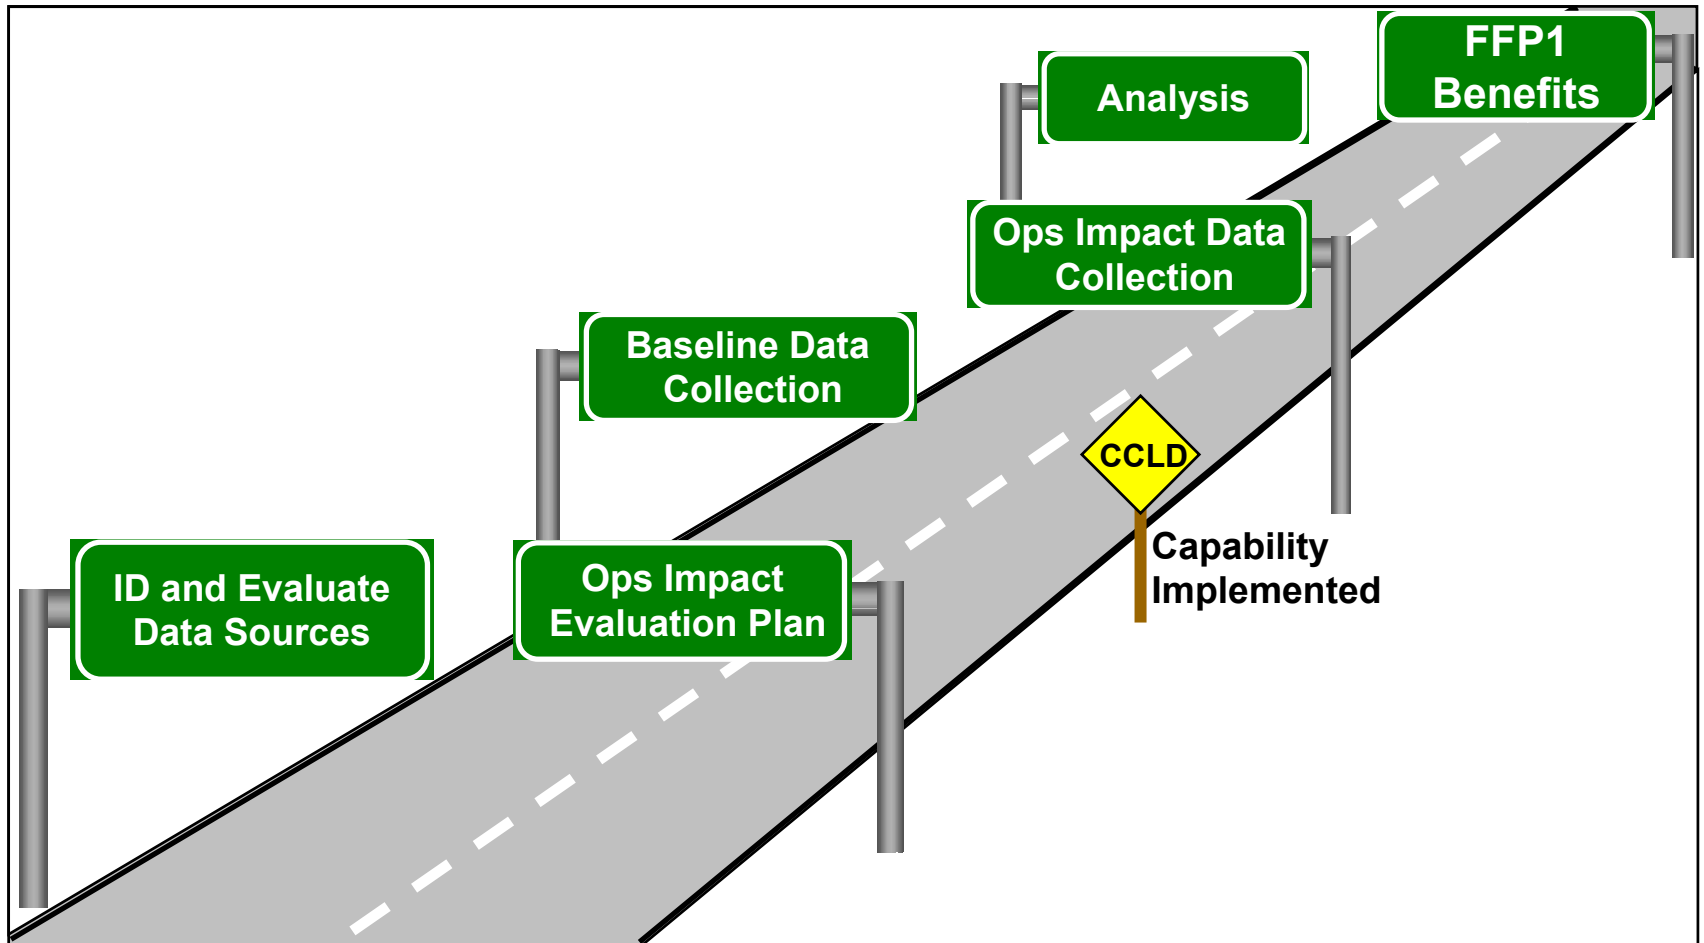 FFP1
Benefits
Analysis
Ops Impact Data
Collection
Baseline Data
Collection
CCLD
Capability
Implemented
ID and Evaluate
Data Sources
Ops Impact
Evaluation Plan